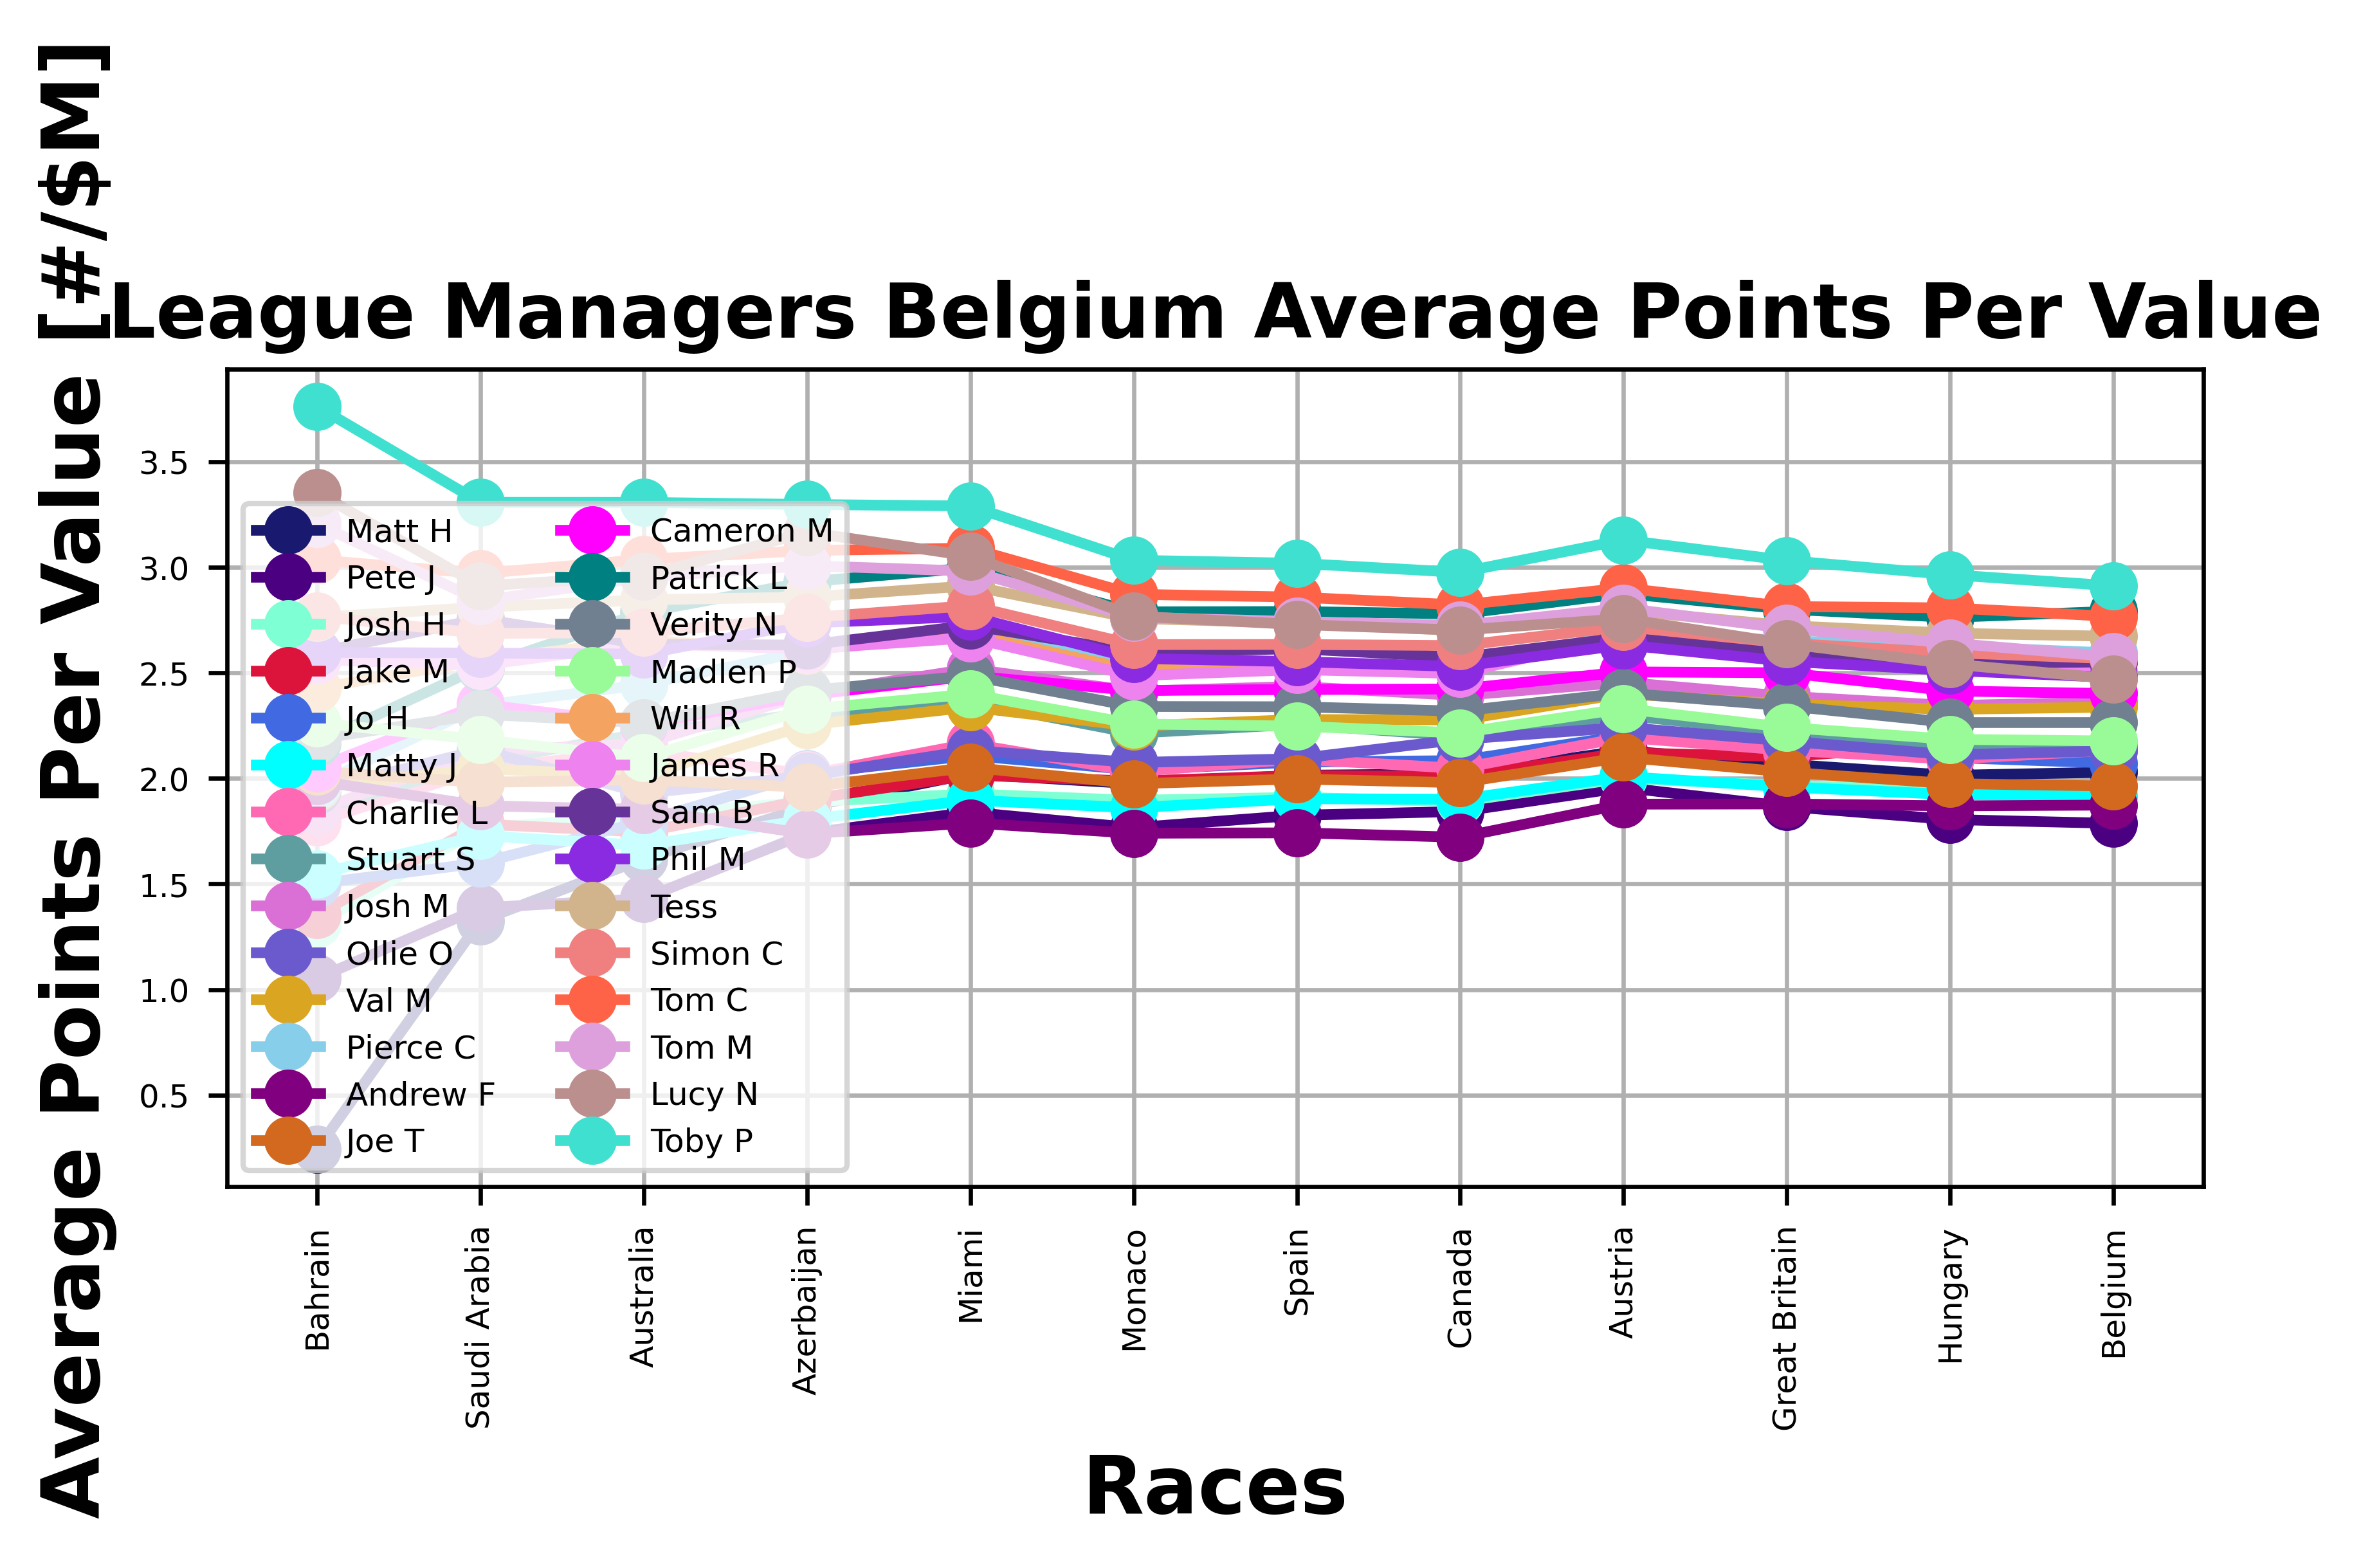 League Managers Belgium Average Points Per Value
Average Points Per Value [#/$M]
3.5
3.0
2.5
2.0
1.5
1.0
0.5
Matt H
Pete J
Josh H
Jake M
Jo H
Matty J
Charlie L
Stuart S
Josh M
Ollie O
Val M
Pierce C
Andrew F
Joe T
Cameron M
Patrick L
Verity N
Madlen P
Will R
James R
Sam B
Phil M
Tess
Simon C
Tom C
Tom M
Lucy N
Toby P
Bahrain
Saudi Arabia
Australia
Azerbaijan
Miami
Monaco
Spain
Canada
Austria
Great Britain
Hungary
Belgium
Races